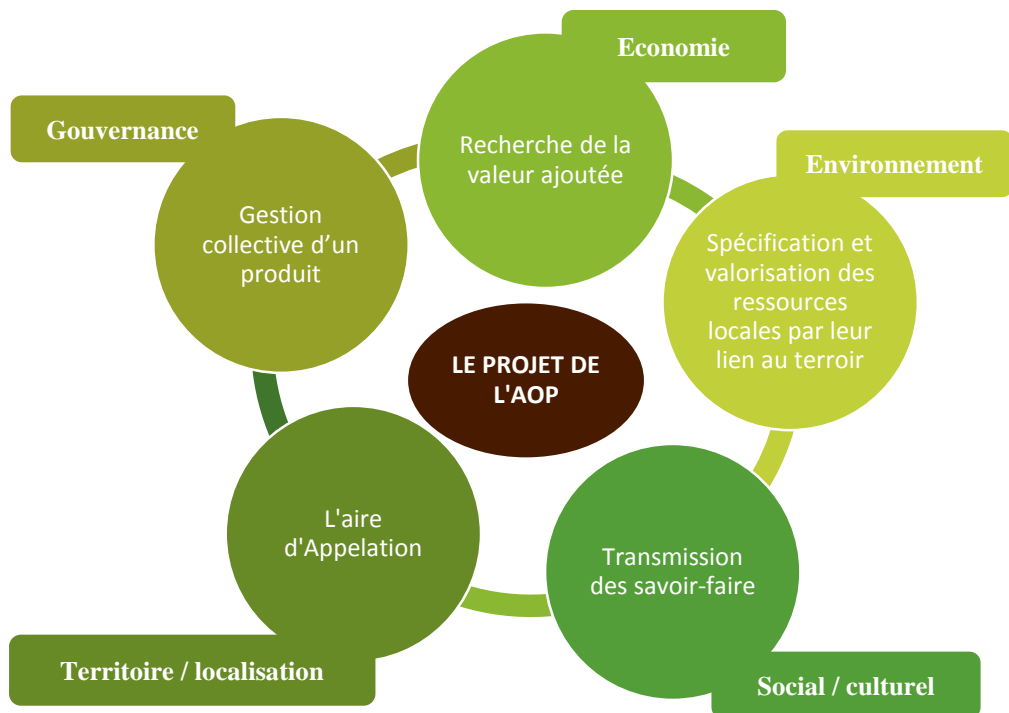 Economie
Recherche de la
valeur ajoutée
Environnement
Spécification et
valorisation des
ressources
locales par leur
lien au terroir
Social / culturel
Transmission
des savoir-faire
Territoire / localisation
L'aire
d'Appelation
Gouvernance
Gestion
collective d’un
produit
LE PROJET DE
L'AOP